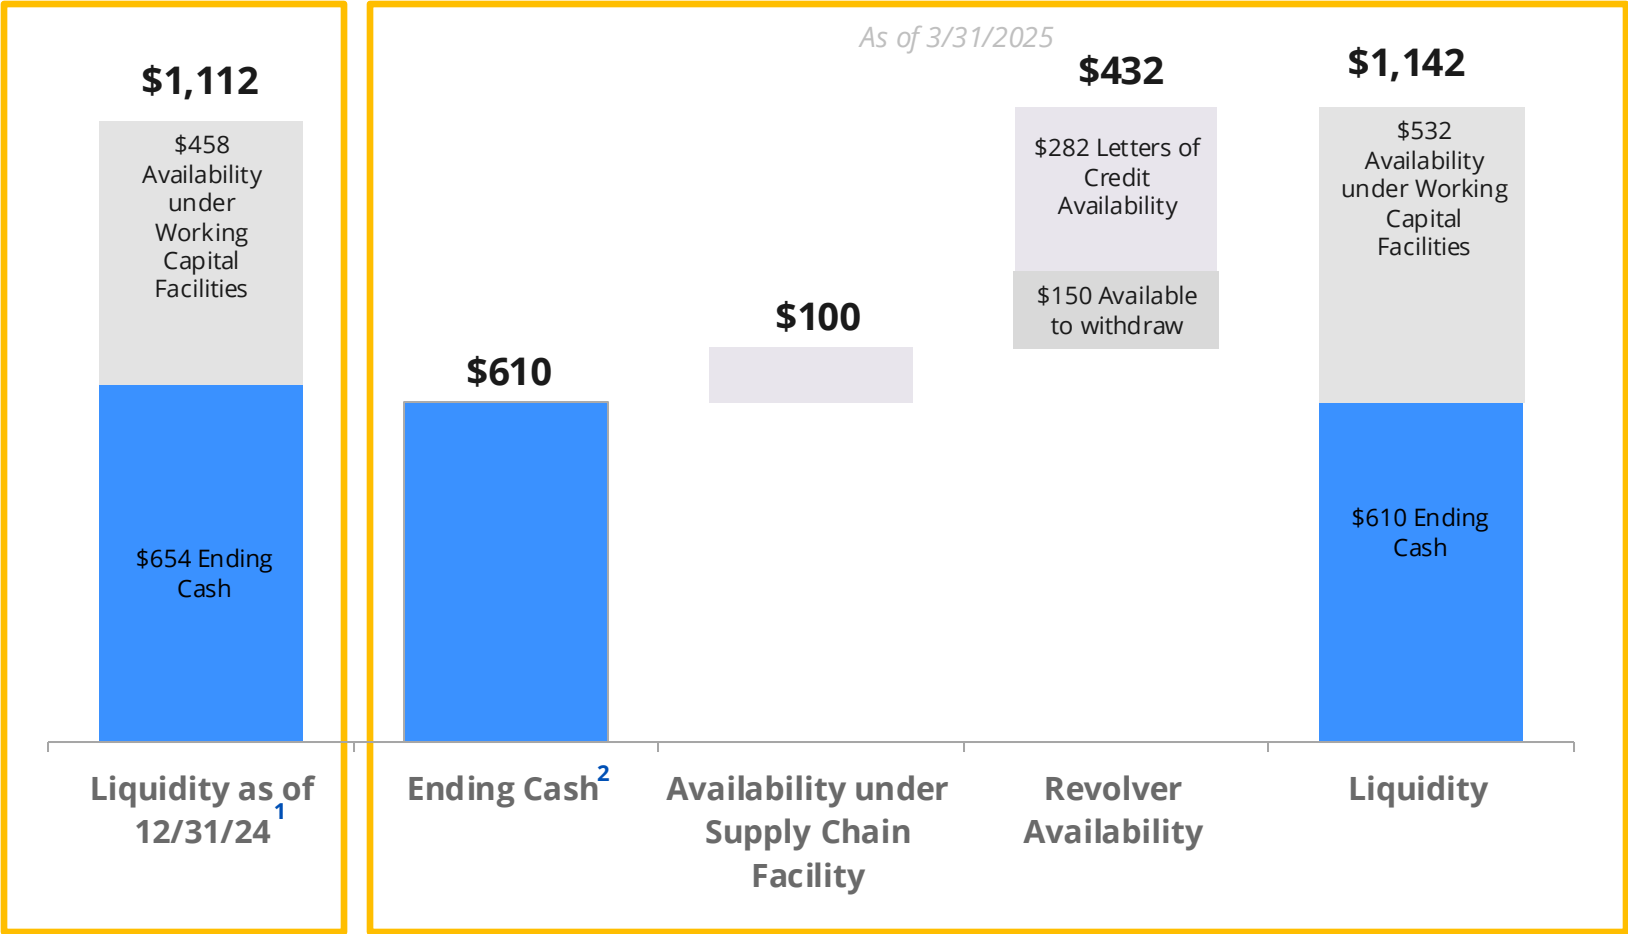 As of 3/31/2025
$1,112
$458
Availability
under
Working
Capital
Facilities
$654 Ending
Cash
$610
$100
$432
$282 Letters of
Credit
Availability
$150 Available
to withdraw
$1,142
$532
Availability
under Working
Capital
Facilities
$610 Ending
Cash
Liquidity as of
12/31/24 1
Ending Cash 2
Availability under
Supply Chain
Facility
Revolver
Availability
Liquidity